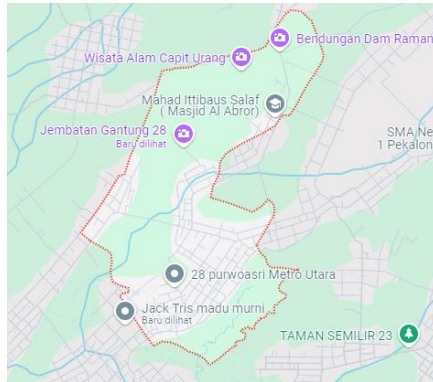 Bendungan Dam Raman
Wisata Alam Capit Urang
Mahad Ittibaus Salaf
( Masjid Al Abror)
Jembatan Gantung 28
Baru dilihat
SMA Ne
1 Pekalon
28 purwoasri Metro Utara
Jack Tris madu murni
Baru dilihat
TAMAN SEMILIR 23